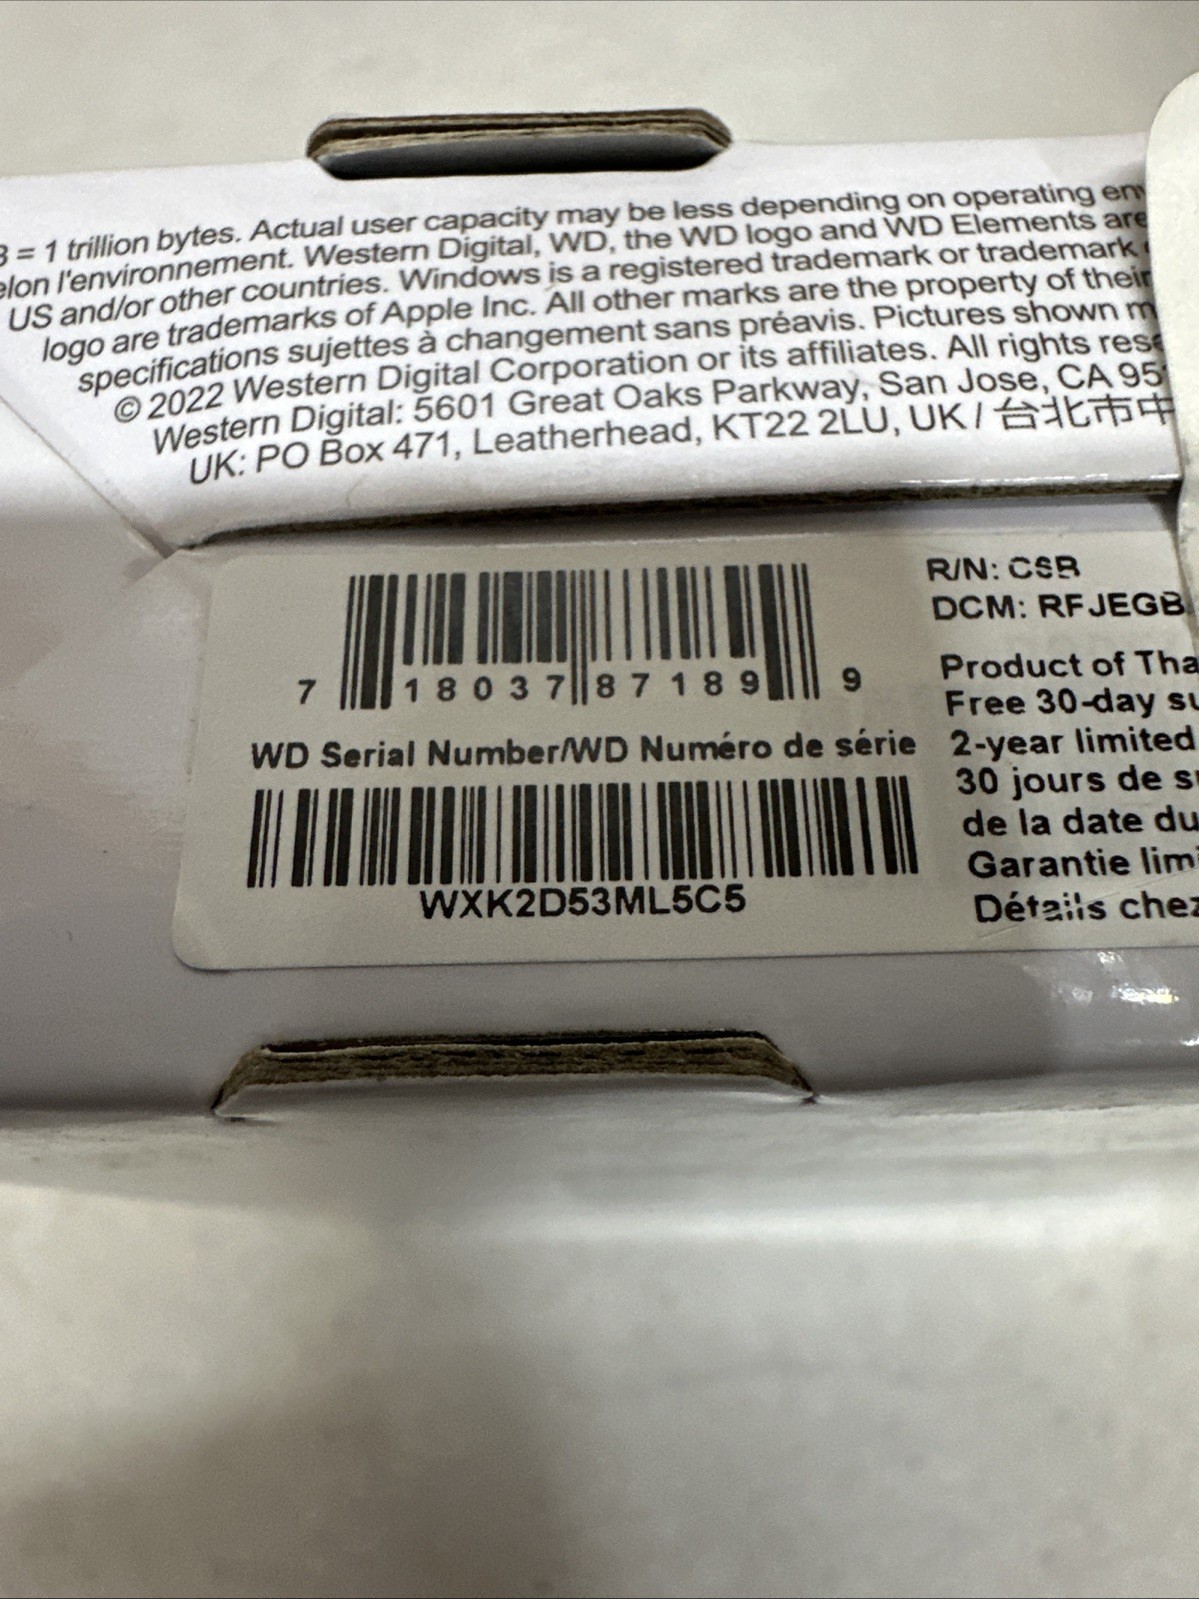 = 1 trillion bytes. Actual user capacity may be less depending on operating
l'environnement. Western Digital, WD, the WD logo and WD Elements are
US and/or other countries. Windows is a registered trademark or trademark
logo are trademarks of Apple Inc. All other marks are the property of their
spécifications sujettes à changement sans préavis. Pictures shown
© 2022 Western Digital Corporation or its affiliates. All rights
Western Digital: 5601 Great Oaks Parkway, San Jose, CA
UK: PO Box 471, Leatherhead, KT22 2LU, UK / 台北市中
7 18037 87189 9
WD Serial Number/WD Numéro de série
WXK2D53ML5C5
R/N: CSB
DCM: RFJEGB
Product of
Free 30-day
2-year limited
30 jours de
de la date du
Garantie
Détails chez